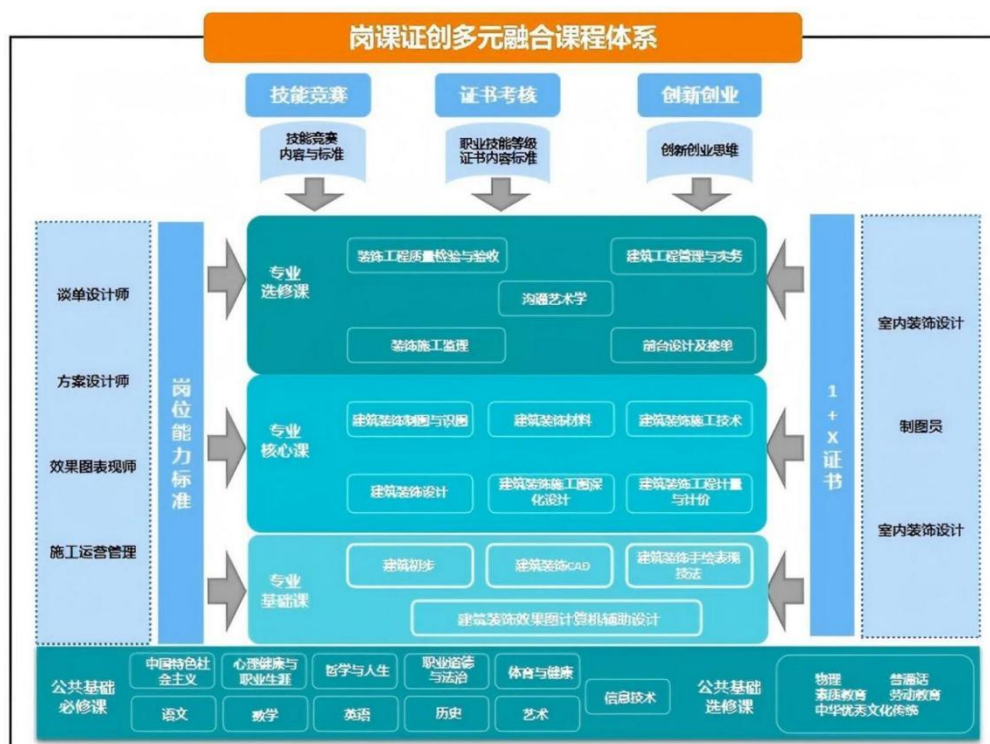 岗课证创多元融合课程体系
技能竞赛
证书考核
创新创业
技能竞赛
内容与标准
职业技能等级
证书内容标准
创新创业思维
谈单设计师
方案设计师
效果图表现师
施工运营管理
岗位能力标准
专业
选修课
装饰工程质量检验与验收
建筑工程管理与实务
沟通艺术学
装饰施工监理
前台设计及接单
专业
核心课
建筑装饰制图与识图
建筑装饰材料
建筑装饰施工技术
建筑装饰设计
建筑装饰施工图深
化设计
建筑装饰工程计量
与计价
专业
基础课
建筑初步
建筑装饰CAD
建筑装饰手绘表现
技法
建筑装饰效果图计算机辅助设计
1+X证书
室内装饰设计
制图员
室内装饰设计
公共基础
必修课
中国特色社
会主义
心理健康与
职业生涯
哲学与人生
职业道德
与法治
体育与健康
语文
数学
英语
历史
艺术
信息技术
公共基础
选修课
物理 普通话
素质教育 劳动教育
中华优秀文化传统